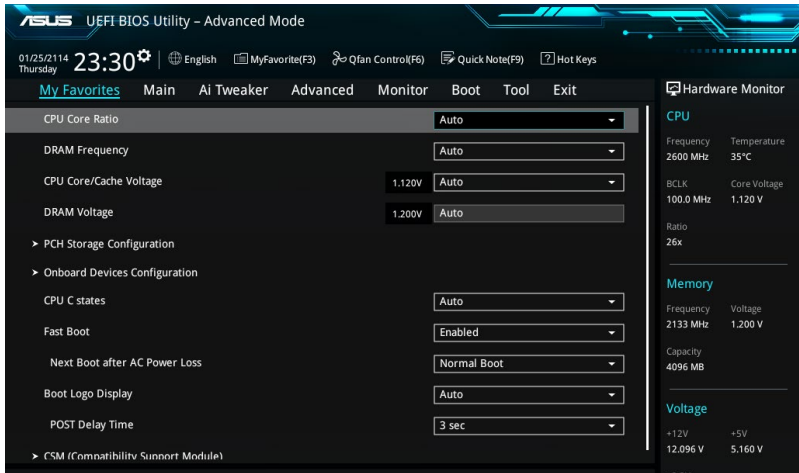 ASUS UEFI BIOS Utility – Advanced Mode
01/25/2114
Thursday
23:30
English
MyFavorite(F3)
Qfan Control(F6)
Quick Note(F9)
? Hot Keys
My Favorites Main Ai Tweaker Advanced Monitor Boot Tool Exit
CPU Core Ratio Auto
DRAM Frequency Auto
CPU Core/Cache Voltage 1.120V Auto
DRAM Voltage 1.200V Auto
> PCH Storage Configuration
> Onboard Devices Configuration
CPU C states Auto
Fast Boot Enabled
Next Boot after AC Power Loss Normal Boot
Boot Logo Display Auto
POST Delay Time 3 sec
> CSM (Compatibility Support Module)
Hardware Monitor
CPU
Frequency Temperature
2600 MHz 35°C
BCLK Core Voltage
100.0 MHz 1.120 V
Ratio
26x
Memory
Frequency Voltage
2133 MHz 1.200 V
Capacity
4096 MB
Voltage
+12V +5V
12.096 V 5.160 V